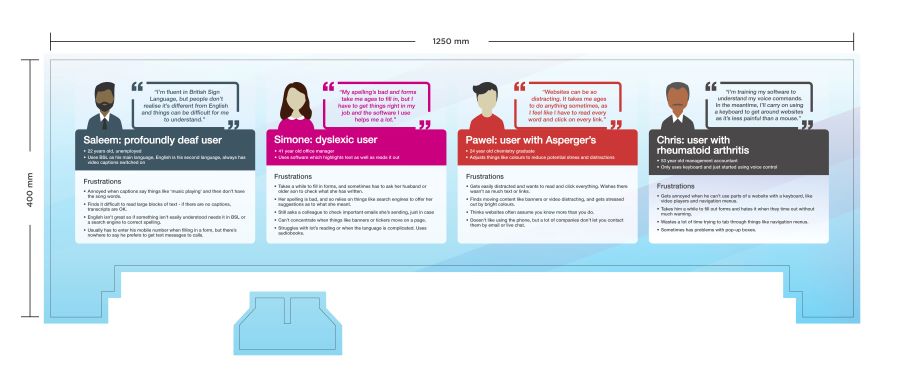 1250 mm
400 mm
"I'm fluent in British Sign
Language, but people don't
realise it's different from English
and things can be difficult for me
to understand."
Saleem: profoundly deaf user
• 22 years old, unemployed
• Uses BSL as his main language. English is his second language, always has
video captions switched on
Frustrations
• Annoyed when captions say things like 'music playing' and then don't have
the song words.
• Finds it difficult to read large blocks of text - if there are no captions,
transcripts are OK.
• English isn't great so if something isn't easily understood needs it in BSL or
a search engine to correct spelling.
• Usually has to enter his mobile number when filling in a form, but there's
nowhere to say he prefers to get text messages to calls.
"My spelling's bad and forms
take me ages to fill in, but I
have to get things right in my
job and the software I use
helps me a lot."
Simone: dyslexic user
• 41 year old office manager
• Uses software which highlights text as well as reads it out
Frustrations
• Takes a while to fill in forms, and sometimes has to ask her husband or
older son to check what she has written.
• Her spelling is bad, and so relies on things like search engines to offer her
suggestions as to what she meant.
• Still asks a colleague to check important emails she's sending, just in case
• Can't concentrate when things like banners or tickers move on a page.
• Struggles with lot's reading or when the language is complicated. Uses
audiobooks.
"Websites can be so
distracting. It takes me ages
to do anything sometimes, as
I feel like I have to read every
word and click on every link."
Pawel: user with Asperger's
• 24 year old chemistry graduate
• Adjusts things like colours to reduce potential stress and distractions
Frustrations
• Gets easily distracted and wants to read and click everything. Wishes there
wasn't as much text or links.
• Finds moving content like banners or video distracting, and gets stressed
out by bright colours.
• Thinks websites often assume you know more than you do.
• Doesn't like using the phone, but a lot of companies don't let you contact
them by email or live chat.
"I'm training my software to
understand my voice commands.
In the meantime, I'll carry on using
a keyboard to get around websites
as it's less painful than a mouse."
Chris: user with
rheumatoid arthritis
• 53 year old management accountant
• Only uses keyboard and just started using voice control
Frustrations
• Gets annoyed when he can't use parts of a website with a keyboard, like
video players and navigation menus.
• Takes him a while to fill out forms and hates it when they time out without
much warning.
• Wastes a lot of time trying to tab through things like navigation menus.
• Sometimes has problems with pop-up boxes.